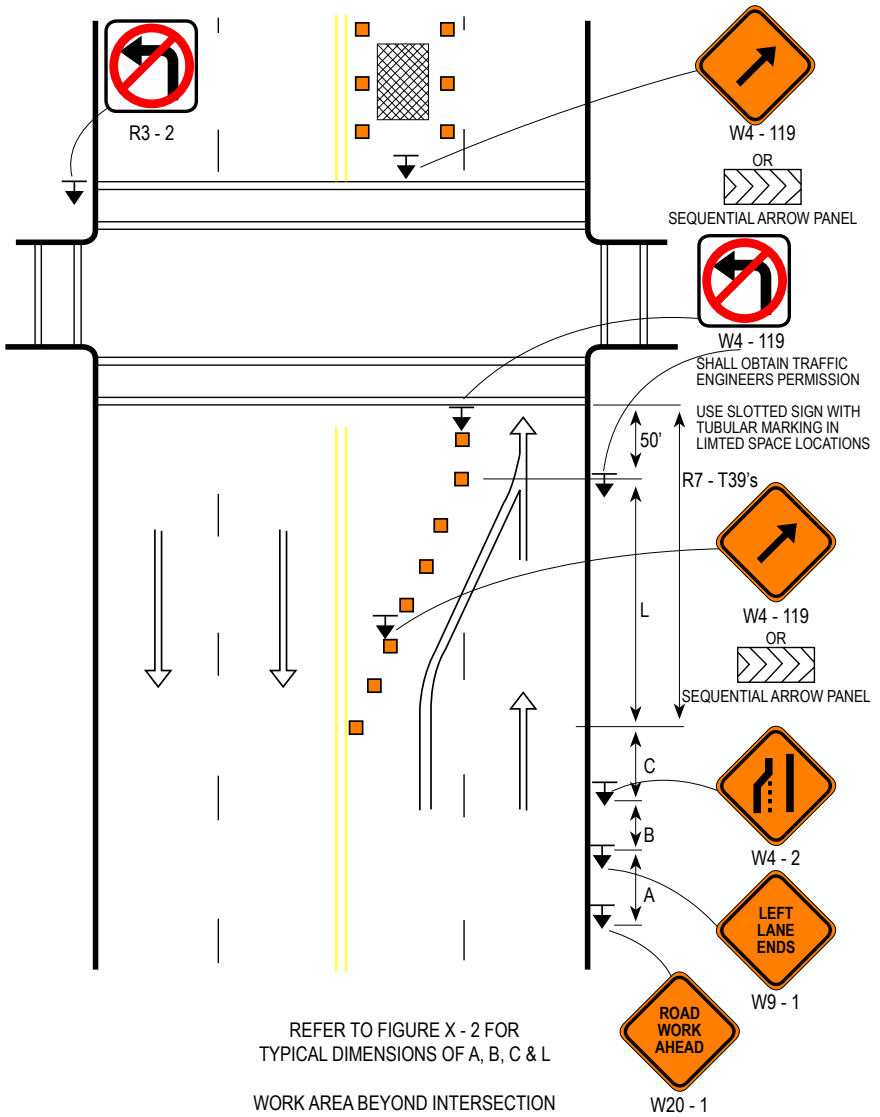 R3 - 2
W4 - 119
OR
SEQUENTIAL ARROW PANEL
W4 - 119
SHALL OBTAIN TRAFFIC
ENGINEERS PERMISSION
USE SLOTTED SIGN WITH
TUBULAR MARKING IN
LIMTED SPACE LOCATIONS
50'
R7 - T39's
L
W4 - 119
OR
SEQUENTIAL ARROW PANEL
C
W4 - 2
B
A
LEFT
LANE
ENDS
W9 - 1
ROAD
WORK
AHEAD
W20 - 1
REFER TO FIGURE X - 2 FOR
TYPICAL DIMENSIONS OF A, B, C & L
WORK AREA BEYOND INTERSECTION